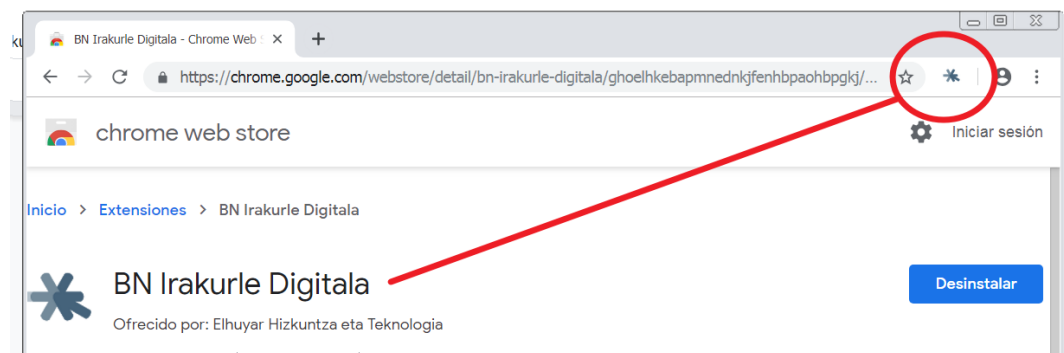 BN Irakurle Digitala - Chrome Web
https://chrome.google.com/webstore/detail/bn-irakurle-digitala/ghoelhkebapmnednkjfenhbpaohbpgkj/...
chrome web store
Iniciar sesión
Inicio > Extensiones > BN Irakurle Digitala
BN Irakurle Digitala
Desinstalar
Ofrecido por: Elhuyar Hizkuntza eta Teknologia